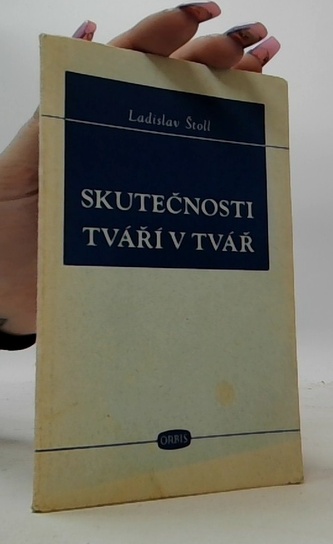 Ladislav Štoll
SKUTEČNOSTI
TVÁŘÍ V TVÁŘ
ORBIS